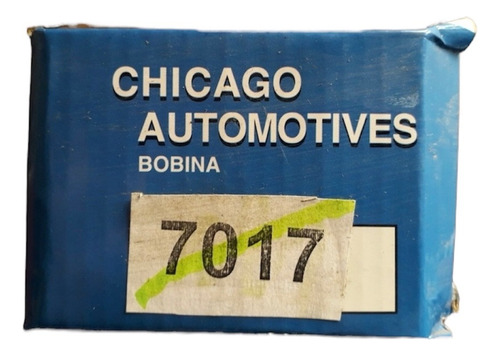 CHICAGO
AUTOMOTIVES
BOBINA
7017